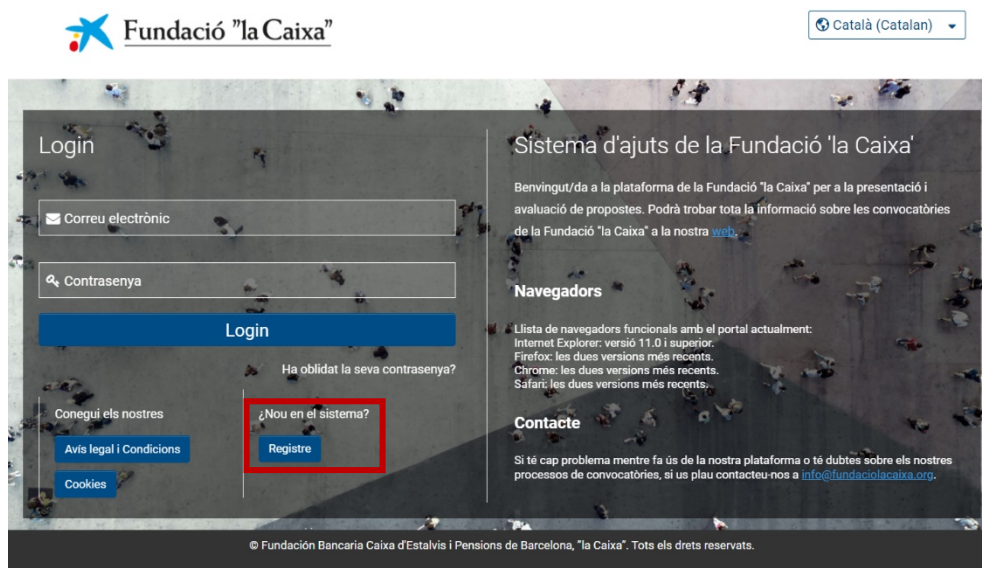 Fundació "la Caixa"
Català (Catalan)
Login
Correu electrònic
Contrasenya
Login
Ha oblidat la seva contrasenya?
Conegui els nostres
Avís legal i Condicions
Cookies
¿Nou en el sistema?
Registre
Sistema d'ajuts de la Fundació 'la Caixa'
Benvingut/da a la plataforma de la Fundació "la Caixa" per a la presentació i
avaluació de propostes. Podrà trobar tota la informació sobre les convocatòries
de la Fundació "la Caixa" a la nostra web.
Navegadors
Llista de navegadors funcionals amb el portal actualment:
Internet Explorer: versió 11.0 i superior.
Firefox: les dues versions més recents.
Chrome: les dues versions més recents.
Safari: les dues versions més recents.
Contacte
Si té cap problema mentre fa ús de la nostra plataforma o té dubtes sobre els nostres
processos de convocatòries, si us plau contacteu-nos a info@fundaciolacaixa.org.
© Fundación Bancaria Caixa d'Estalvis i Pensions de Barcelona, "la Caixa". Tots els drets reservats.